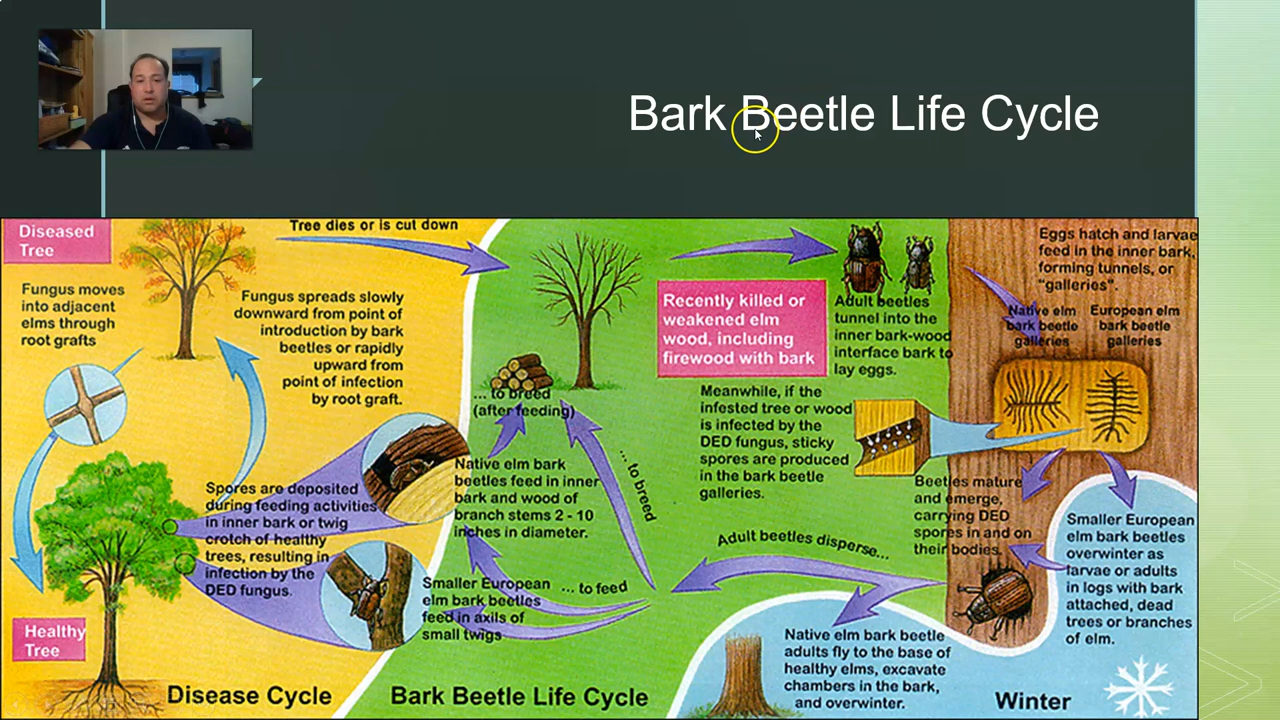 Bark Beetle Life Cycle
Diseased
Tree
Tree dies or is cut down
Fungus moves
into adjacent
elms through
root grafts
Fungus spreads slowly
downward from point of
introduction by bark
beetles or rapidly
upward from
point of infection
by root graft.
Spores are deposited
during feeding activities
in inner bark or twig
crotch of healthy
trees, resulting in
infection by the
DED fungus.
Healthy
Tree
Disease Cycle
... to breed
(after feeding)
Native elm bark
beetles feed in inner
bark and wood of
branch stems 2 - 10
inches in diameter.
... to breed
Smaller European
elm bark beetles
feed in axils of
small twigs
... to feed
Bark Beetle Life Cycle
Recently killed or
weakened elm
wood, including
firewood with bark
Adult beetles
tunnel into the
inner bark-wood
interface bark to
lay eggs.
Meanwhile, if the
infested tree or wood
is infected by the
DED fungus, sticky
spores are produced
in the bark beetle
galleries.
Adult beetles disperse...
Eggs hatch and larvae
feed in the inner bark,
forming tunnels, or
"galleries".
Native elm
bark beetle
galleries
European elm
bark beetle
galleries
Beetles mature
and emerge,
carrying DED
spores in and on
their bodies.
Smaller European
elm bark beetles
overwinter as
larvae or adults
in logs with bark
attached, dead
trees or branches
of elm.
Native elm bark beetle
adults fly to the base of
healthy elms, excavate
chambers in the bark,
and overwinter.
Winter